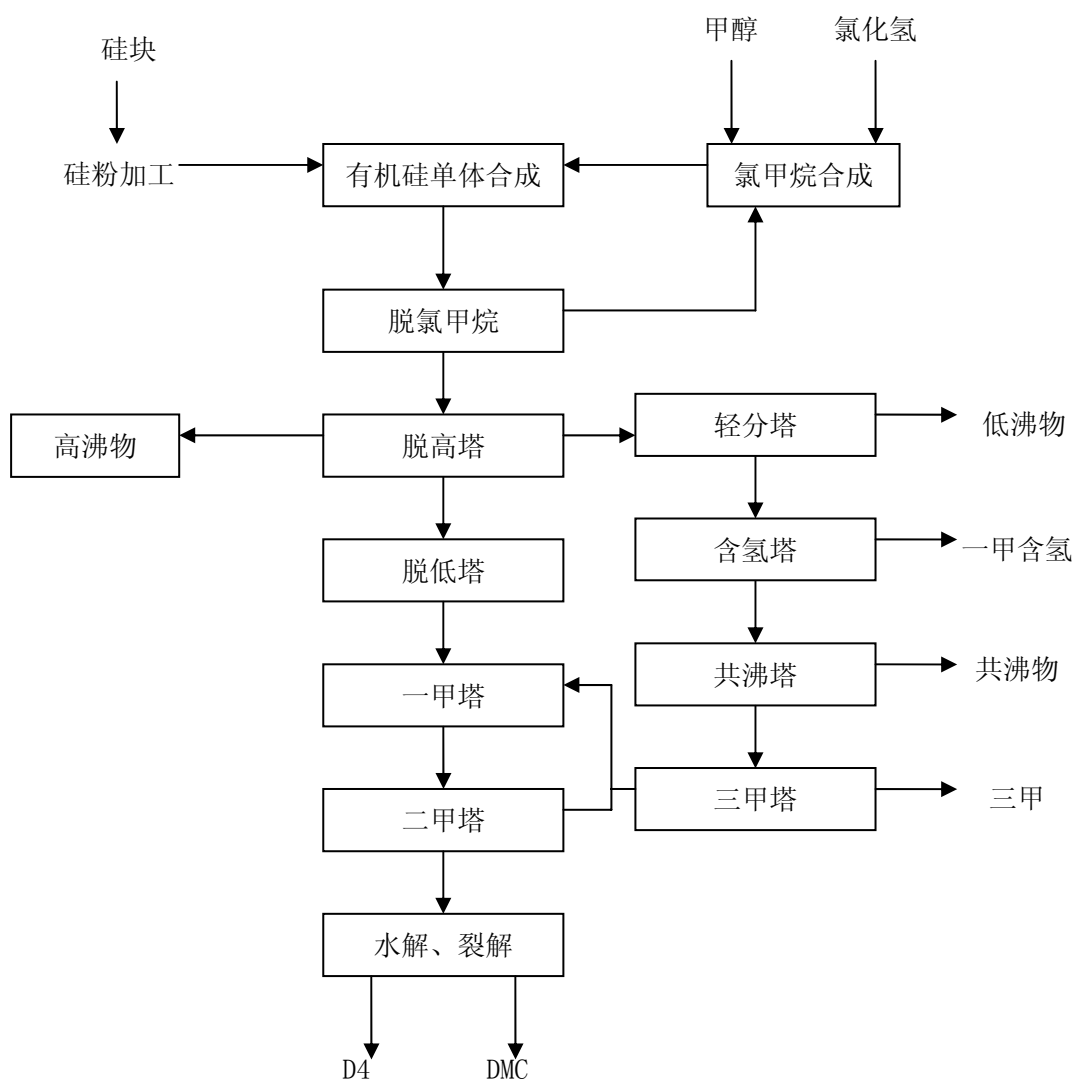 甲醇
氯化氢
硅块
硅粉加工
有机硅单体合成
氯甲烷合成
脱氯甲烷
高沸物
脱高塔
轻分塔
低沸物
脱低塔
含氢塔
一甲含氢
一甲塔
共沸塔
共沸物
二甲塔
三甲塔
三甲
水解、裂解
D4
DMC